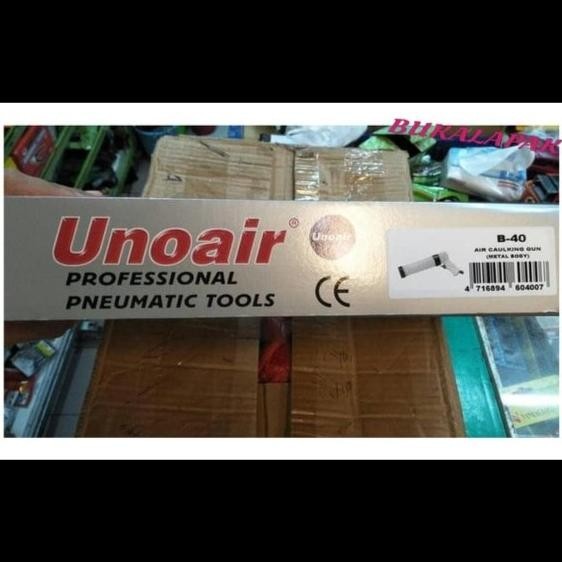 BUKALAPAK
Unoair®
PROFESSIONAL
PNEUMATIC TOOLS
Unoair
CE
B-40
AIR CAULKING GUN
(METAL BODY)
4 716894 604007